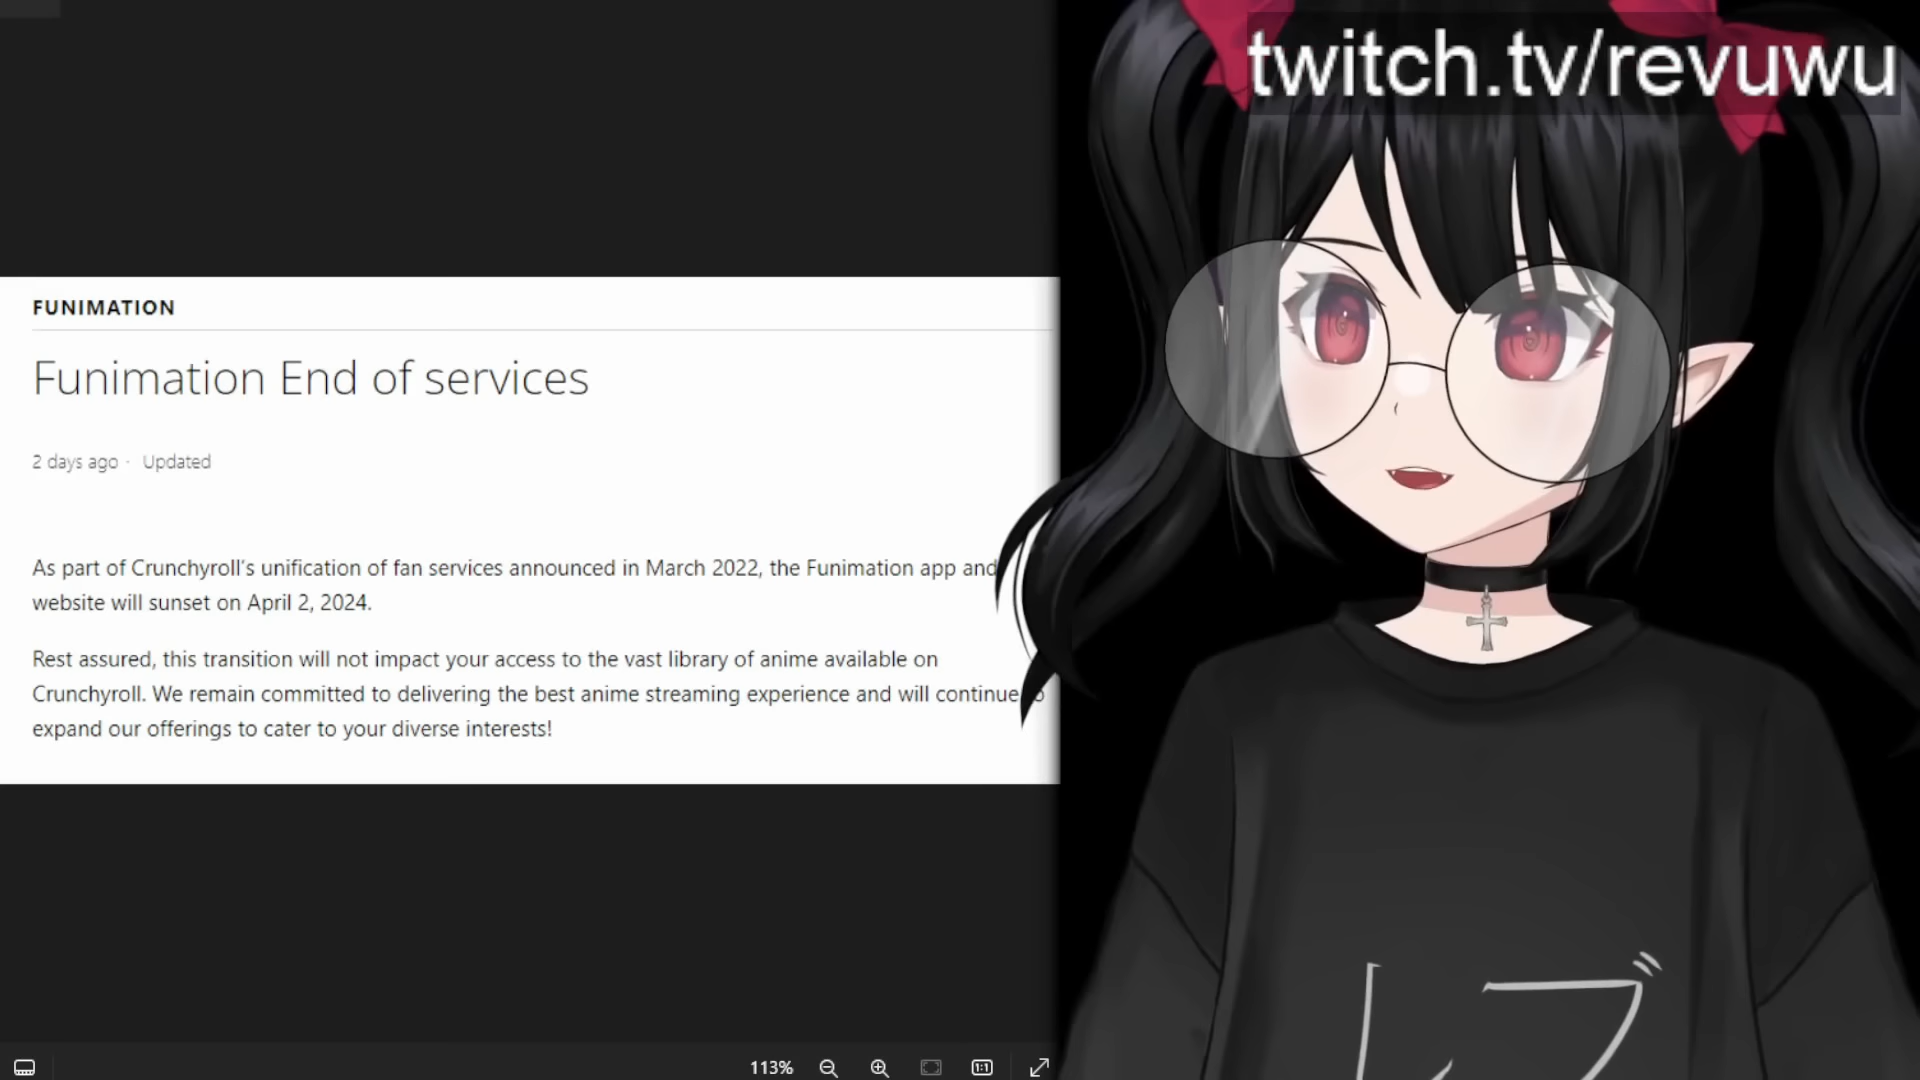 twitch.tv/revuwu
FUNIMATION
Funimation End of services
2 days ago · Updated
As part of Crunchyroll's unification of fan services announced in March 2022, the Funimation app and
website will sunset on April 2, 2024.
Rest assured, this transition will not impact your access to the vast library of anime available on
Crunchyroll. We remain committed to delivering the best anime streaming experience and will continue to
expand our offerings to cater to your diverse interests!
レブ
113%
1:1